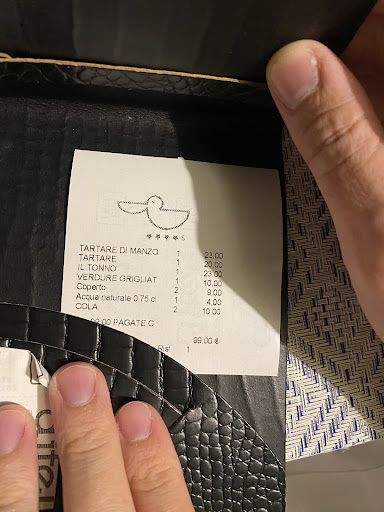 ★★★★S
TARTARE DI MANZO 1 23,00
TARTARE 1 20,00
IL TONNO 1 23,00
VERDURE GRIGLIAT 1 10,00
Coperto 2 9,00
Acqua naturale 0.75 cl 1 4,00
COLA 2 10,00
PAGATE C
99,00 €
1